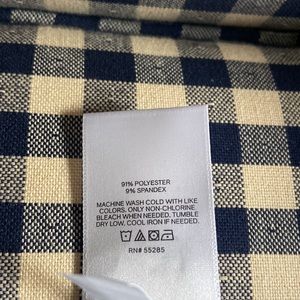 91% POLYESTER
9% SPANDEX
MACHINE WASH COLD WITH LIKE
COLORS. ONLY NON-CHLORINE
BLEACH WHEN NEEDED. TUMBLE
DRY LOW. COOL IRON IF NEEDED.
RN# 55285